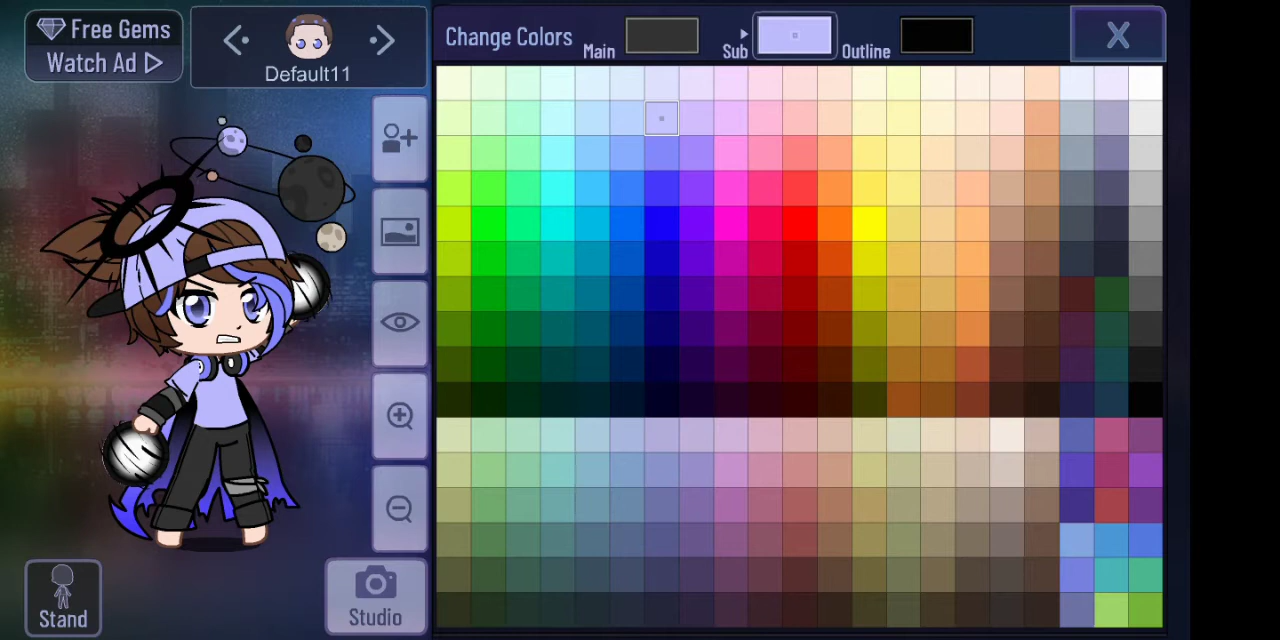 Free Gems
Watch Ad
Default11
Change Colors
Main
Sub
Outline
X
Stand
Studio